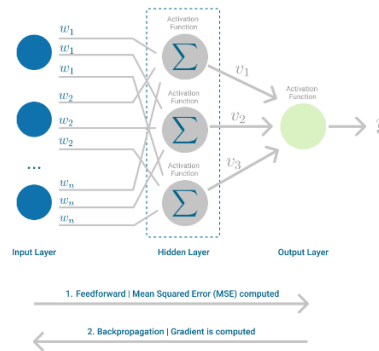 Activation
Function
w₁
w₁
w₁
Σ
v₁
Activation
Function
w₂
w₂
w₂
Σ
v₂
Activation
Function
...
Activation
Function
v₃
wₙ
wₙ
wₙ
Σ
Input Layer
Hidden Layer
Output Layer
1. Feedforward | Mean Squared Error (MSE) computed
2. Backpropagation | Gradient is computed